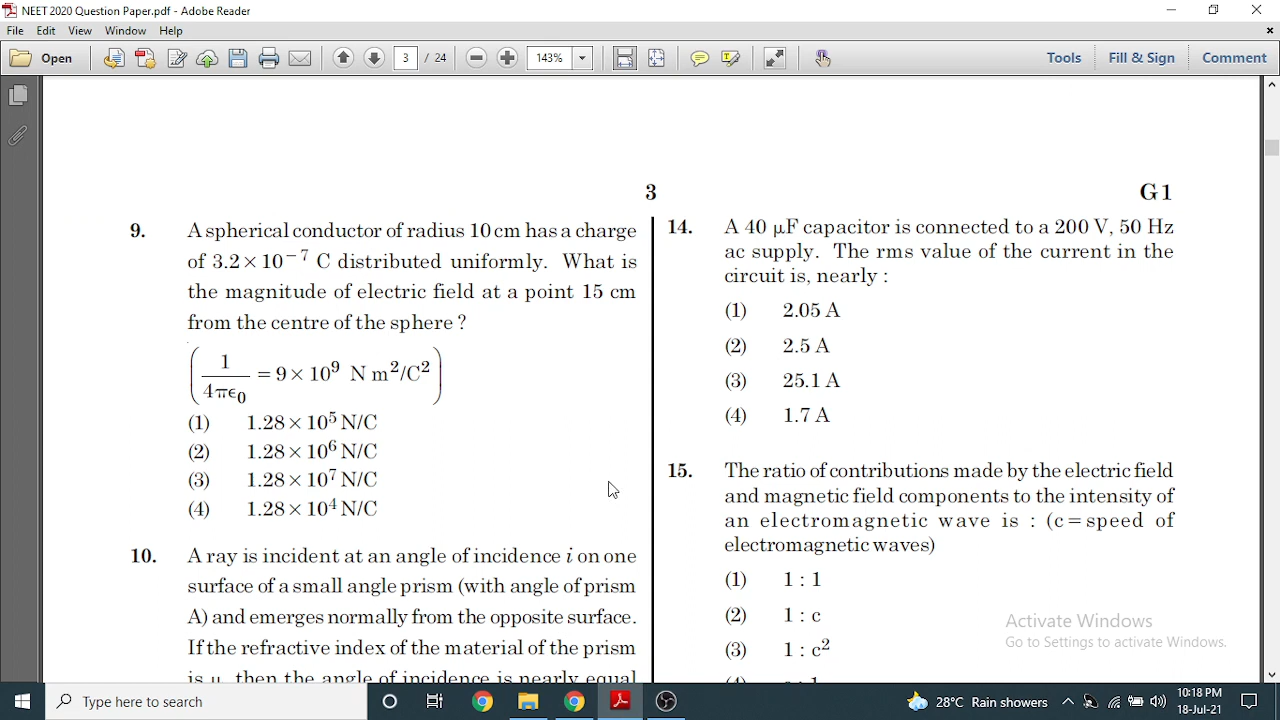 NEET 2020 Question Paper.pdf - Adobe Reader
File Edit View Window Help
Open 3 / 24 143% Tools Fill & Sign Comment
3 G1
9. A spherical conductor of radius 10 cm has a charge
of 3.2 × 10⁻⁷ C distributed uniformly. What is
the magnitude of electric field at a point 15 cm
from the centre of the sphere ?
(1/4πϵ₀ = 9 × 10⁹ N m²/C²)
(1) 1.28 × 10⁵ N/C
(2) 1.28 × 10⁶ N/C
(3) 1.28 × 10⁷ N/C
(4) 1.28 × 10⁴ N/C
10. A ray is incident at an angle of incidence i on one
surface of a small angle prism (with angle of prism
A) and emerges normally from the opposite surface.
If the refractive index of the material of the prism
is μ, then the angle of incidence is nearly equal
14. A 40 μF capacitor is connected to a 200 V, 50 Hz
ac supply. The rms value of the current in the
circuit is, nearly :
(1) 2.05 A
(2) 2.5 A
(3) 25.1 A
(4) 1.7 A
15. The ratio of contributions made by the electric field
and magnetic field components to the intensity of
an electromagnetic wave is : (c = speed of
electromagnetic waves)
(1) 1 : 1
(2) 1 : c
(3) 1 : c²
Activate Windows
Go to Settings to activate Windows.
Type here to search
28°C Rain showers
10:18 PM
18-Jul-21